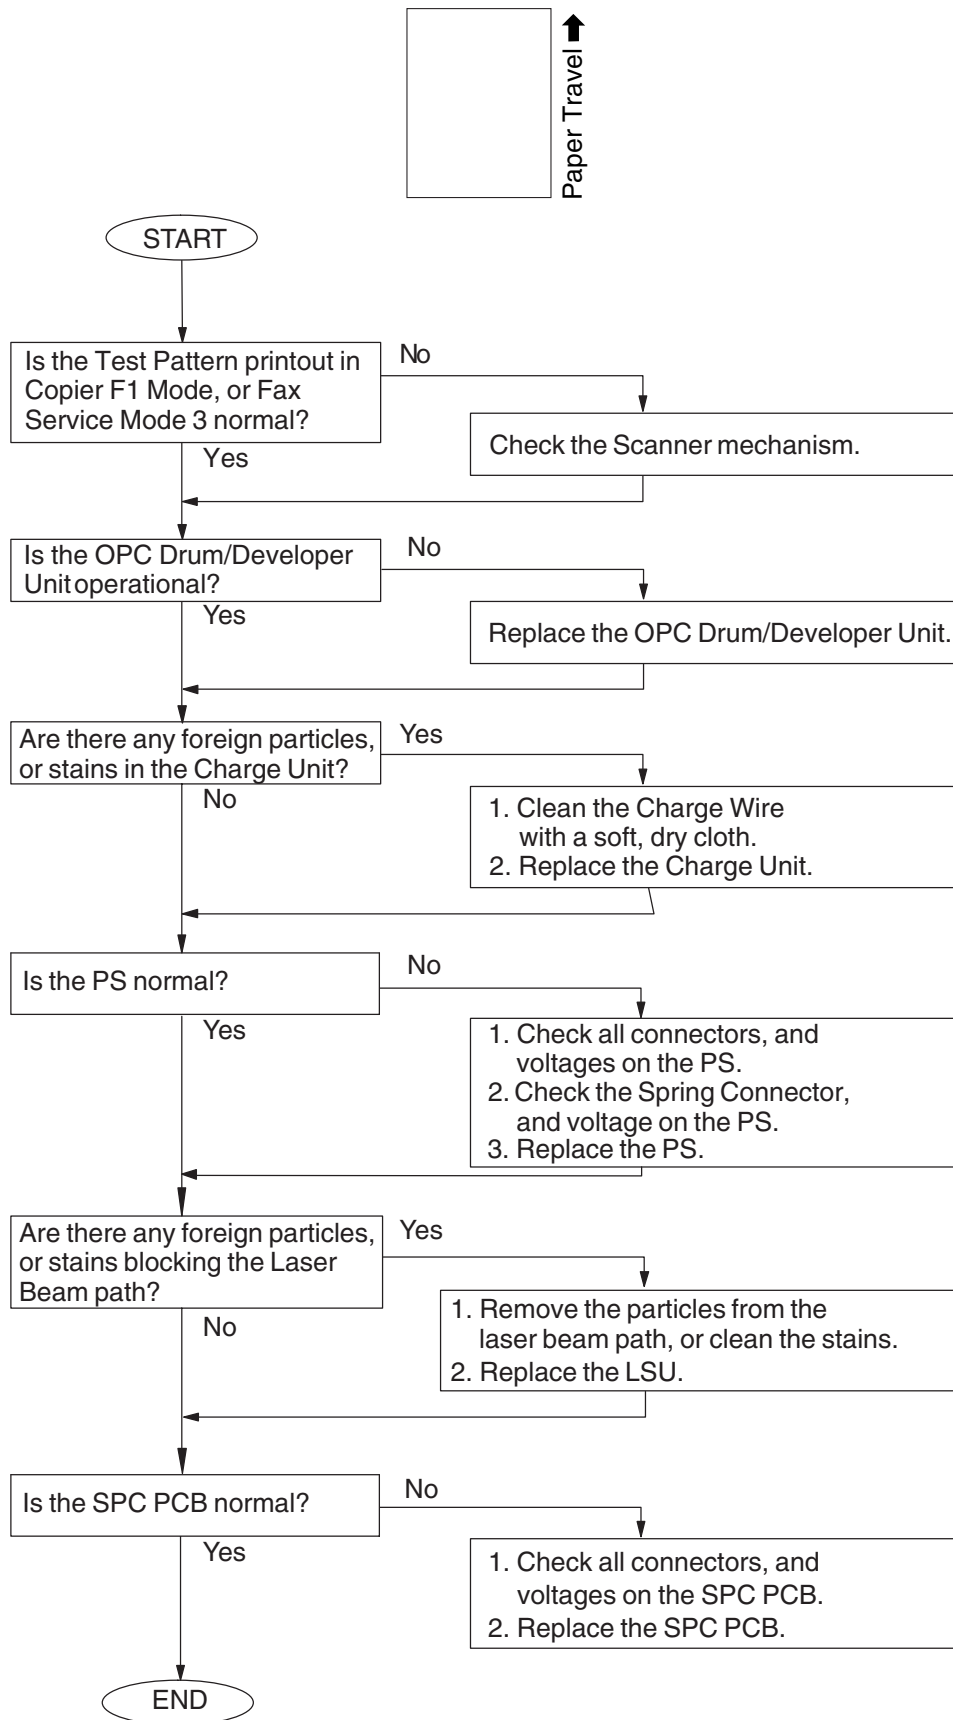 Paper Travel
START
Is the Test Pattern printout in
Copier F1 Mode, or Fax
Service Mode 3 normal?
No
Yes
Check the Scanner mechanism.
Is the OPC Drum/Developer
Unit operational?
No
Yes
Replace the OPC Drum/Developer Unit.
Are there any foreign particles,
or stains in the Charge Unit?
Yes
No
1. Clean the Charge Wire
with a soft, dry cloth.
2. Replace the Charge Unit.
Is the PS normal?
No
Yes
1. Check all connectors, and
voltages on the PS.
2. Check the Spring Connector,
and voltage on the PS.
3. Replace the PS.
Are there any foreign particles,
or stains blocking the Laser
Beam path?
Yes
No
1. Remove the particles from the
laser beam path, or clean the stains.
2. Replace the LSU.
Is the SPC PCB normal?
No
Yes
1. Check all connectors, and
voltages on the SPC PCB.
2. Replace the SPC PCB.
END